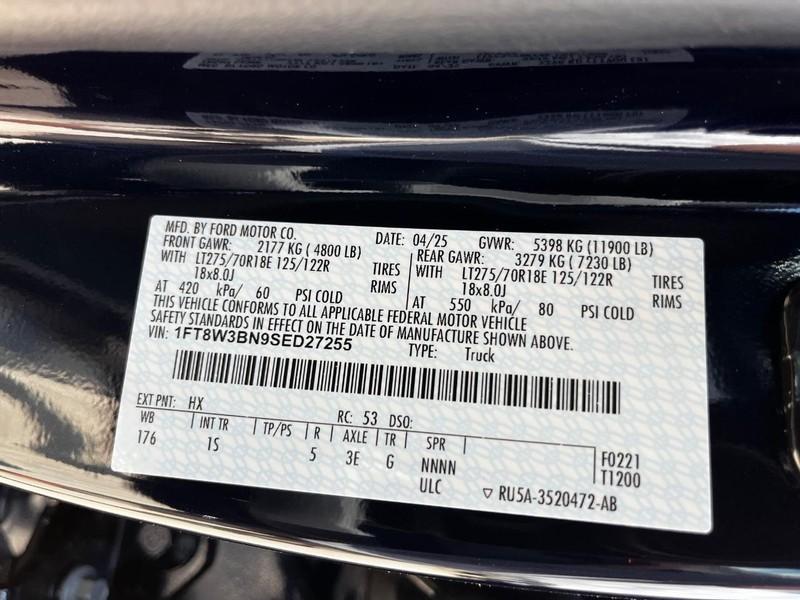 MFD. BY FORD MOTOR CO. DATE: 04/25 GVWR: 5398 KG (11900 LB)
FRONT GAWR: 2177 KG ( 4800 LB) REAR GAWR: 3279 KG ( 7230 LB)
WITH LT275/70R18E 125/122R TIRES WITH LT275/70R18E 125/122R TIRES
18x8.0J RIMS 18x8.0J RIMS
AT 420 kPa/ 60 PSI COLD AT 550 kPa/ 80 PSI COLD
THIS VEHICLE CONFORMS TO ALL APPLICABLE FEDERAL MOTOR VEHICLE
SAFETY STANDARDS IN EFFECT ON THE DATE OF MANUFACTURE SHOWN ABOVE.
VIN: 1FT8W3BN9SED27255 TYPE: Truck
EXT PNT: HX RC: 53 DSO:
WB INT TR TP/PS R AXLE TR SPR
176 1S 5 3E G NNNN F0221
ULC T1200
RU5A-3520472-AB